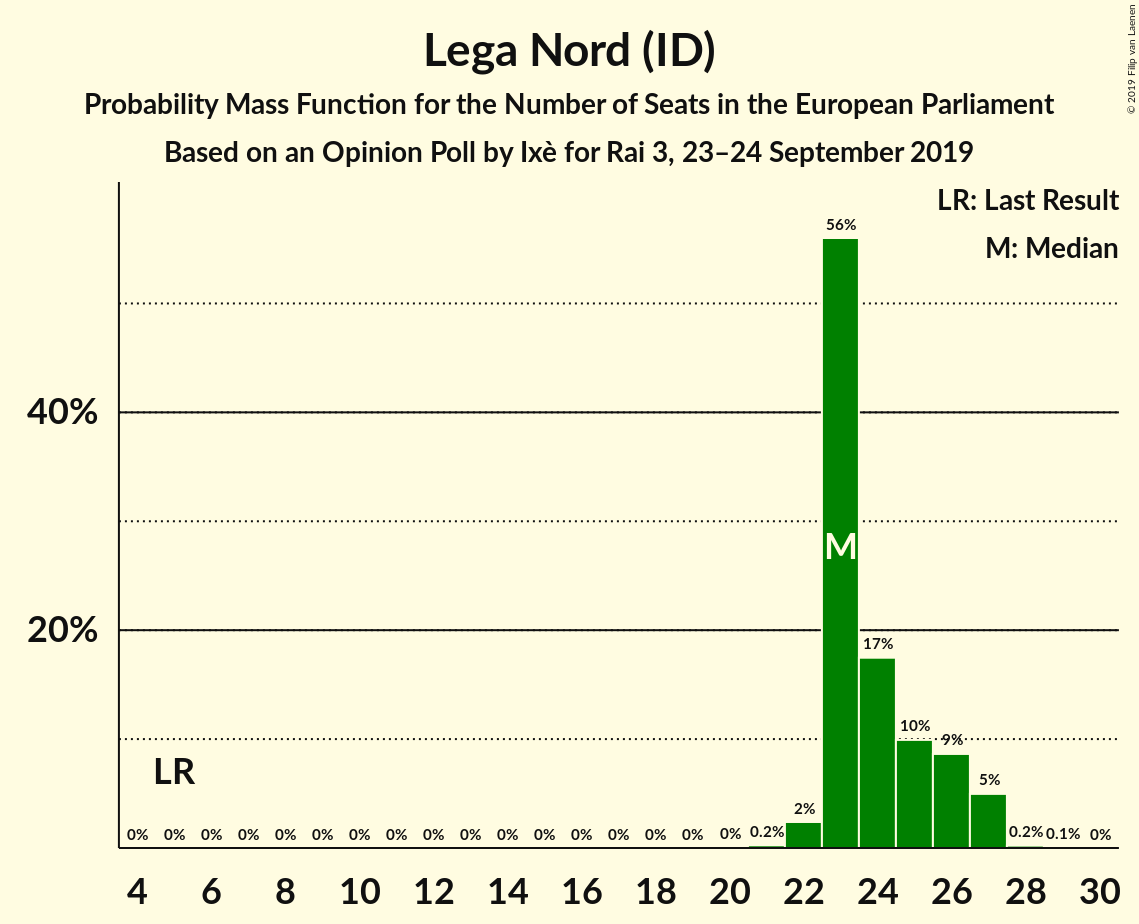 Lega Nord (ID)
Probability Mass Function for the Number of Seats in the European Parliament
Based on an Opinion Poll by Ixè for Rai 3, 23–24 September 2019
© 2019 Filip van Laenen
LR: Last Result
M: Median
56%
40%
M
20%
17%
10%
9%
LR
5%
2%
0% 0% 0% 0% 0% 0% 0% 0% 0% 0% 0% 0% 0% 0% 0% 0% 0% 0.2% 0.2% 0.1% 0%
4 6 8 10 12 14 16 18 20 22 24 26 28 30